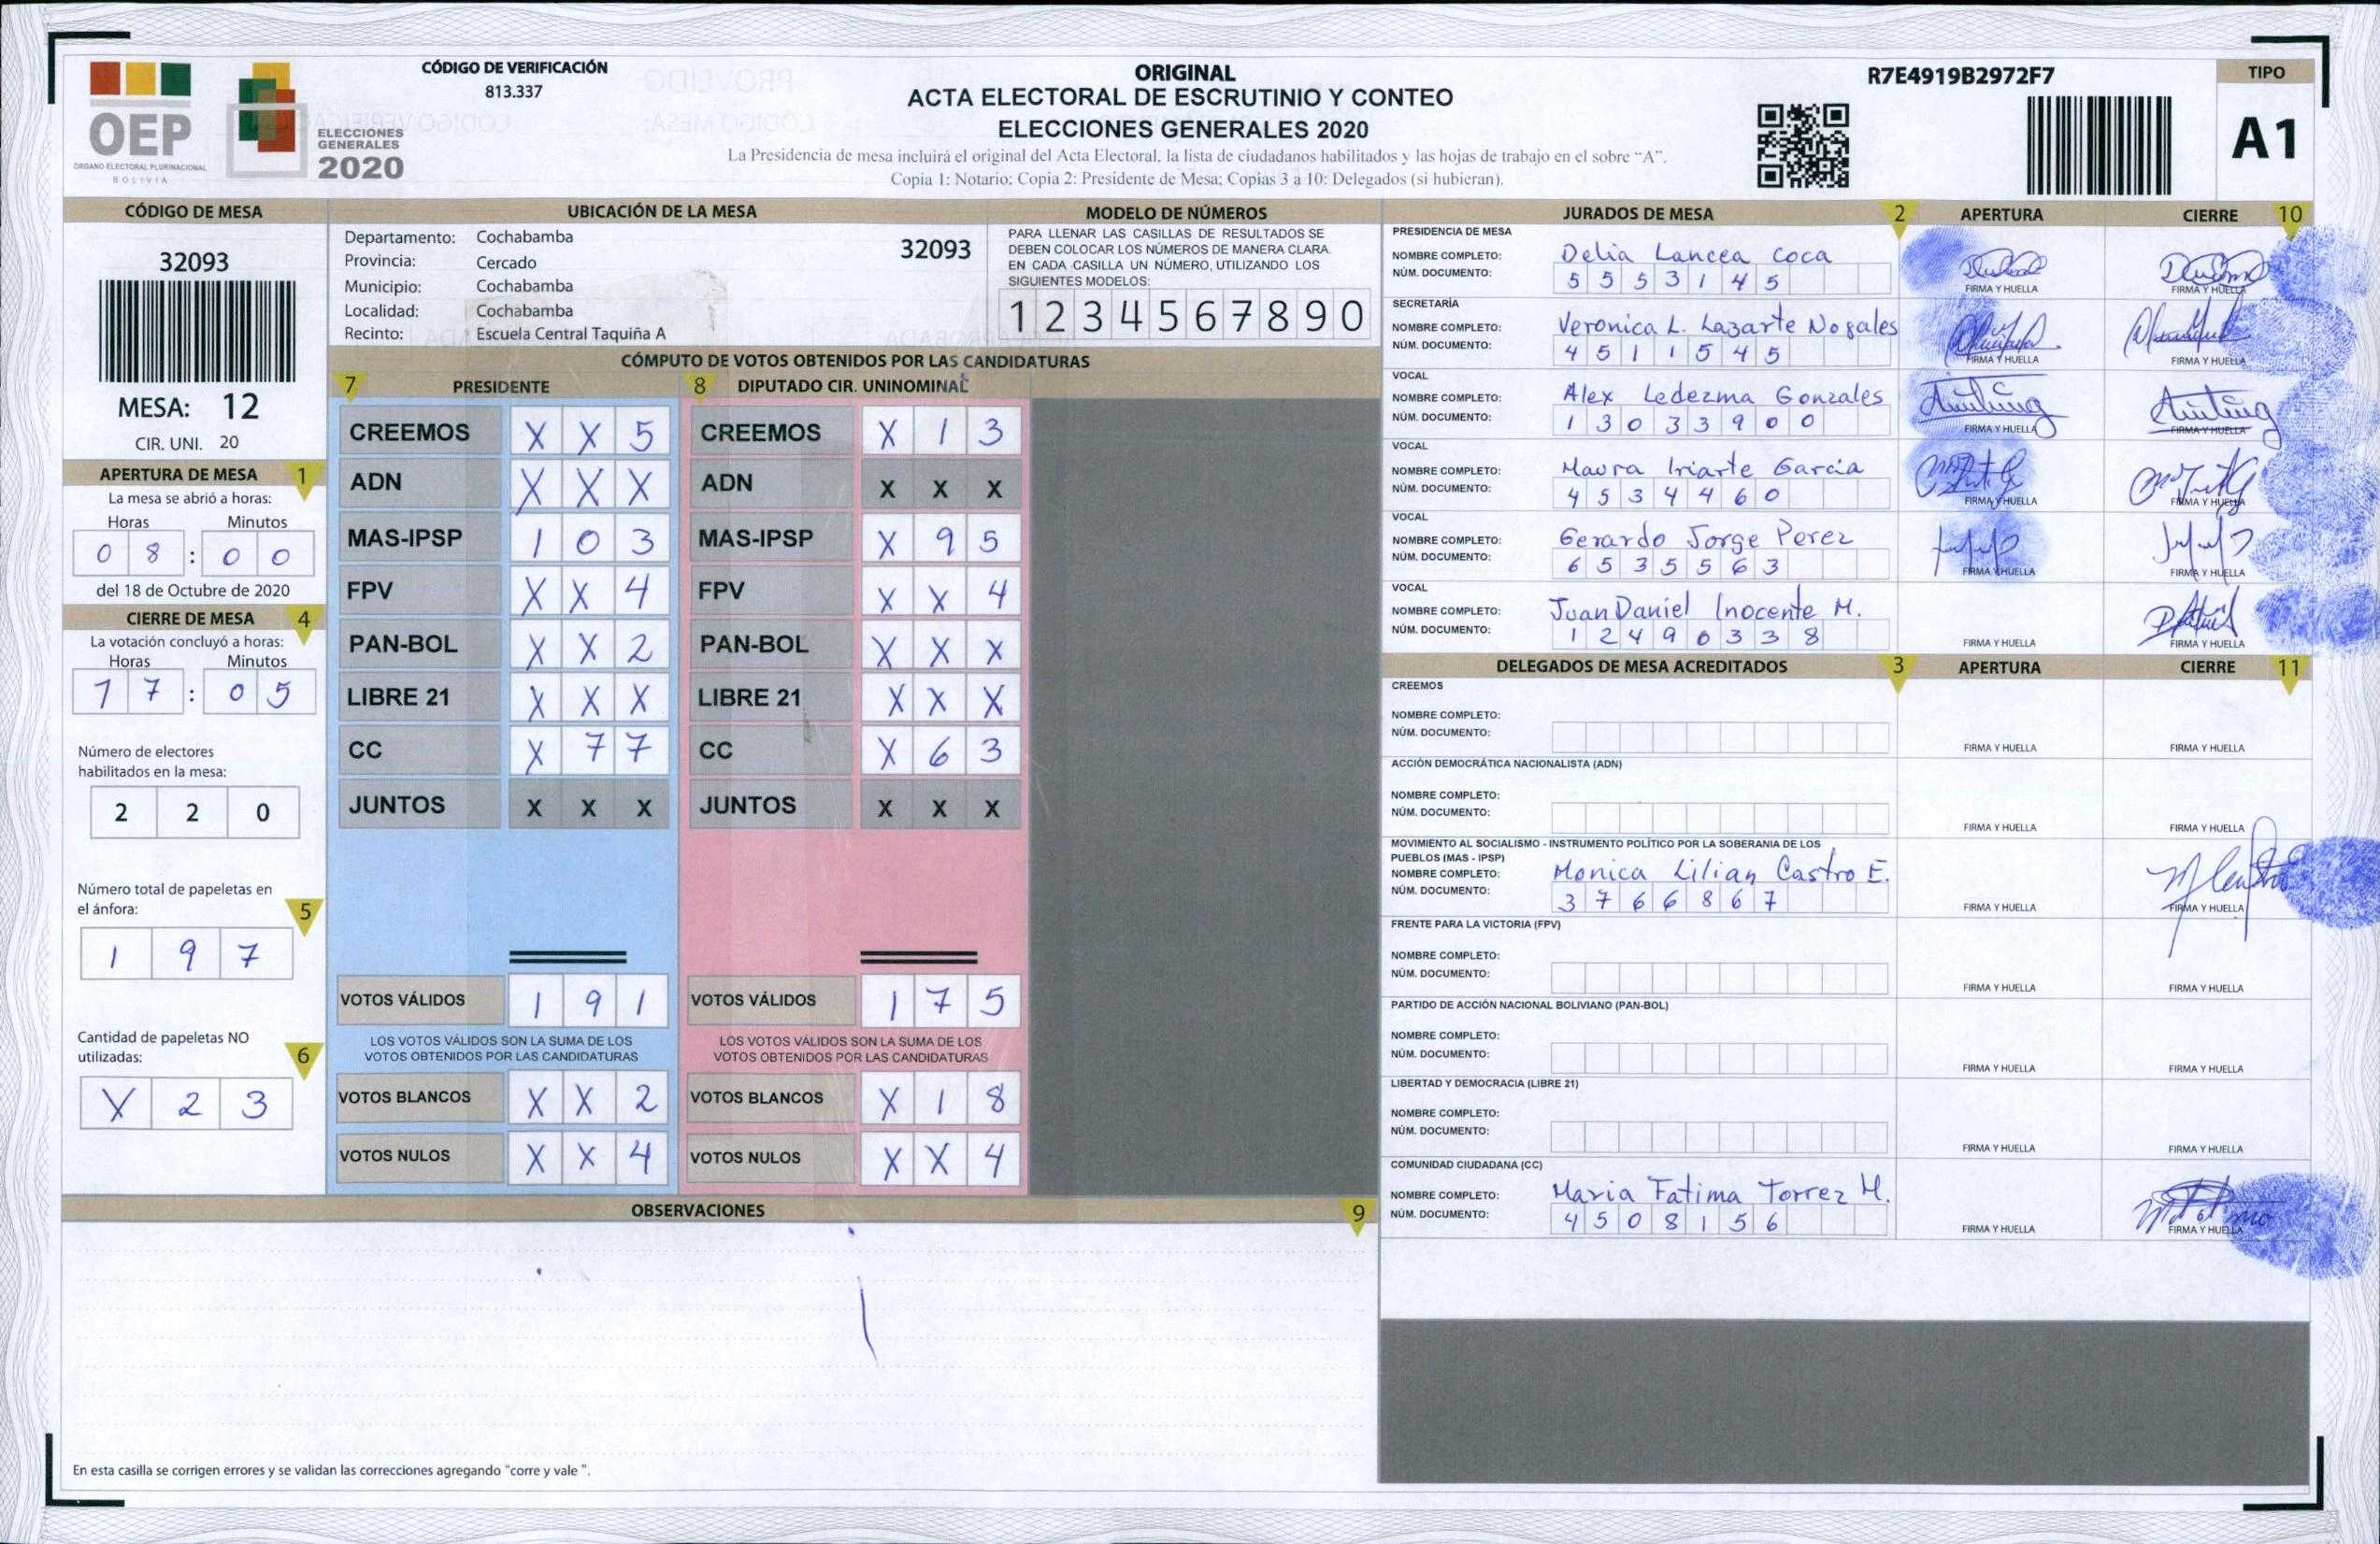 OEP
ÓRGANO ELECTORAL PLURINACIONAL
BOLIVIA
ELECCIONES
GENERALES
2020
CÓDIGO DE VERIFICACIÓN
813.337
ORIGINAL
ACTA ELECTORAL DE ESCRUTINIO Y CONTEO
ELECCIONES GENERALES 2020
La Presidencia de mesa incluirá el original del Acta Electoral, la lista de ciudadanos habilitados y las hojas de trabajo en el sobre "A".
Copia 1: Notario; Copia 2: Presidente de Mesa; Copias 3 a 10: Delegados (si hubieran).
R7E4919B2972F7
TIPO
A1
CÓDIGO DE MESA
32093
MESA: 12
CIR. UNI. 20
APERTURA DE MESA 1
La mesa se abrió a horas:
Horas Minutos
0 8 : 0 0
del 18 de Octubre de 2020
CIERRE DE MESA 4
La votación concluyó a horas:
Horas Minutos
1 7 : 0 5
Número de electores
habilitados en la mesa:
2 2 0
Número total de papeletas en
el ánfora: 5
1 9 7
Cantidad de papeletas NO
utilizadas: 6
X 2 3
UBICACIÓN DE LA MESA
Departamento: Cochabamba
Provincia: Cercado
Municipio: Cochabamba
Localidad: Cochabamba
Recinto: Escuela Central Taquiña A
32093
MODELO DE NÚMEROS
PARA LLENAR LAS CASILLAS DE RESULTADOS SE
DEBEN COLOCAR LOS NÚMEROS DE MANERA CLARA.
EN CADA CASILLA UN NÚMERO, UTILIZANDO LOS
SIGUIENTES MODELOS:
1 2 3 4 5 6 7 8 9 0
CÓMPUTO DE VOTOS OBTENIDOS POR LAS CANDIDATURAS
7 PRESIDENTE
CREEMOS X X 5
ADN X X X
MAS-IPSP 1 0 3
FPV X X 4
PAN-BOL X X 2
LIBRE 21 X X X
CC X 7 7
JUNTOS X X X
VOTOS VÁLIDOS 1 9 1
LOS VOTOS VÁLIDOS SON LA SUMA DE LOS
VOTOS OBTENIDOS POR LAS CANDIDATURAS
VOTOS BLANCOS X X 2
VOTOS NULOS X X 4
8 DIPUTADO CIR. UNINOMINAL
CREEMOS X 1 3
ADN X X X
MAS-IPSP X 9 5
FPV X X 4
PAN-BOL X X X
LIBRE 21 X X X
CC X 6 3
JUNTOS X X X
VOTOS VÁLIDOS 1 7 5
LOS VOTOS VÁLIDOS SON LA SUMA DE LOS
VOTOS OBTENIDOS POR LAS CANDIDATURAS
VOTOS BLANCOS X 1 8
VOTOS NULOS X X 4
OBSERVACIONES 9
En esta casilla se corrigen errores y se validan las correcciones agregando "corre y vale ".
JURADOS DE MESA 2 APERTURA CIERRE 10
PRESIDENCIA DE MESA
NOMBRE COMPLETO: Delia Lancea Coca
NÚM. DOCUMENTO: 5 5 5 3 1 4 5
FIRMA Y HUELLA FIRMA Y HUELLA
SECRETARÍA
NOMBRE COMPLETO: Veronica L. Lazarte Nogales
NÚM. DOCUMENTO: 4 5 1 1 5 4 5
FIRMA Y HUELLA FIRMA Y HUELLA
VOCAL
NOMBRE COMPLETO: Alex Ledezma Gonzales
NÚM. DOCUMENTO: 1 3 0 3 3 9 0 0
FIRMA Y HUELLA FIRMA Y HUELLA
VOCAL
NOMBRE COMPLETO: Maura Iriarte Garcia
NÚM. DOCUMENTO: 4 5 3 4 4 6 0
FIRMA Y HUELLA FIRMA Y HUELLA
VOCAL
NOMBRE COMPLETO: Gerardo Jorge Perez
NÚM. DOCUMENTO: 6 5 3 5 5 6 3
FIRMA Y HUELLA FIRMA Y HUELLA
VOCAL
NOMBRE COMPLETO: Juan Daniel Inocente M.
NÚM. DOCUMENTO: 1 2 4 9 0 3 3 8
FIRMA Y HUELLA FIRMA Y HUELLA
DELEGADOS DE MESA ACREDITADOS 3 APERTURA CIERRE 11
CREEMOS
NOMBRE COMPLETO:
NÚM. DOCUMENTO:
FIRMA Y HUELLA FIRMA Y HUELLA
ACCIÓN DEMOCRÁTICA NACIONALISTA (ADN)
NOMBRE COMPLETO:
NÚM. DOCUMENTO:
FIRMA Y HUELLA FIRMA Y HUELLA
MOVIMIENTO AL SOCIALISMO - INSTRUMENTO POLÍTICO POR LA SOBERANIA DE LOS
PUEBLOS (MAS - IPSP)
NOMBRE COMPLETO: Monica Lilian Castro E.
NÚM. DOCUMENTO: 3 7 6 6 8 6 7
FIRMA Y HUELLA FIRMA Y HUELLA
FRENTE PARA LA VICTORIA (FPV)
NOMBRE COMPLETO:
NÚM. DOCUMENTO:
FIRMA Y HUELLA FIRMA Y HUELLA
PARTIDO DE ACCIÓN NACIONAL BOLIVIANO (PAN-BOL)
NOMBRE COMPLETO:
NÚM. DOCUMENTO:
FIRMA Y HUELLA FIRMA Y HUELLA
LIBERTAD Y DEMOCRACIA (LIBRE 21)
NOMBRE COMPLETO:
NÚM. DOCUMENTO:
FIRMA Y HUELLA FIRMA Y HUELLA
COMUNIDAD CIUDADANA (CC)
NOMBRE COMPLETO: Maria Fatima Torrez M.
NÚM. DOCUMENTO: 4 5 0 8 1 5 6
FIRMA Y HUELLA FIRMA Y HUELLA